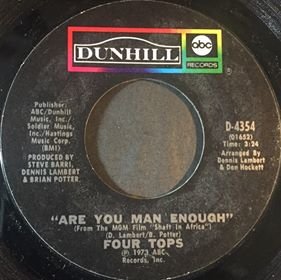 DUNHILL
abc
RECORDS
Publisher:
ABC/Dunhill
Music, Inc./
Soldier Music,
Inc./Hastings
Music Corp.
(BMI)
PRODUCED BY
STEVE BARRI,
DENNIS LAMBERT
& BRIAN POTTER.
D-4354
(D1652)
Time: 3:24
Arranged By
Dennis Lambert
& Don Hockett
"ARE YOU MAN ENOUGH"
(From The MGM Film "Shaft In Africa")
(D. Lambert/B. Potter)
FOUR TOPS
℗ 1973 ABC
Records, Inc.